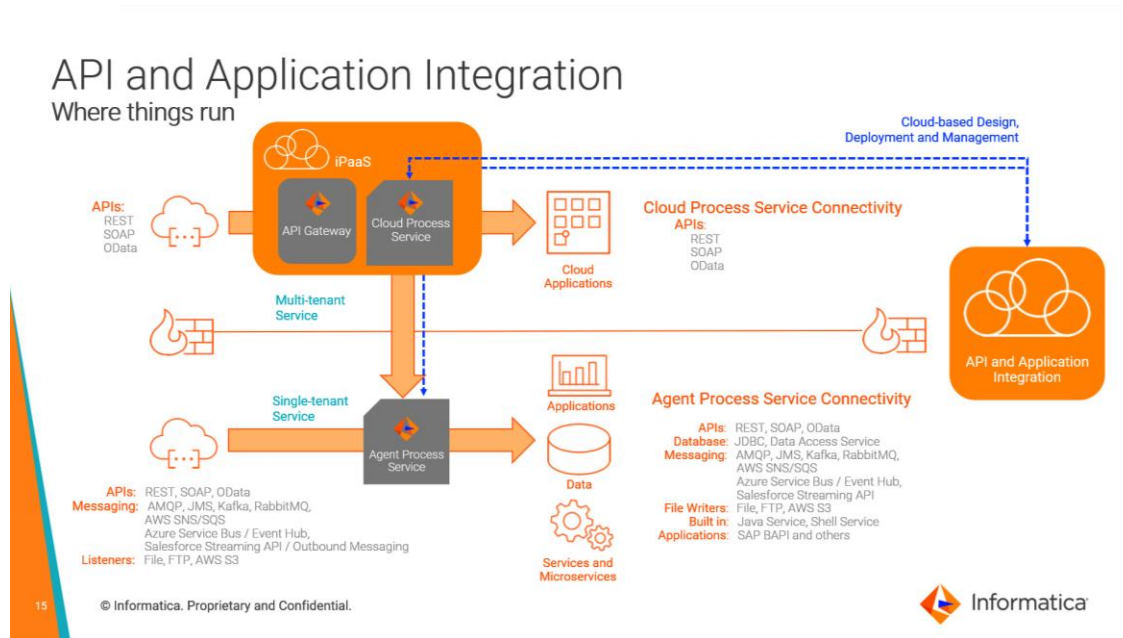 API and Application Integration
Where things run
Cloud-based Design,
Deployment and Management
iPaaS
APIs:
REST
SOAP
OData
API Gateway
Cloud Process
Service
Cloud
Applications
Cloud Process Service Connectivity
APIs:
REST
SOAP
OData
Multi-tenant
Service
API and Application
Integration
Single-tenant
Service
Agent Process
Service
Applications
Data
Services and
Microservices
Agent Process Service Connectivity
APIs: REST, SOAP, OData
Database: JDBC, Data Access Service
Messaging: AMQP, JMS, Kafka, RabbitMQ,
AWS SNS/SQS
Azure Service Bus / Event Hub,
Salesforce Streaming API
File Writers: File, FTP, AWS S3
Built in: Java Service, Shell Service
Applications: SAP BAPI and others
APIs: REST, SOAP, OData
Messaging: AMQP, JMS, Kafka, RabbitMQ,
AWS SNS/SQS
Azure Service Bus / Event Hub,
Salesforce Streaming API / Outbound Messaging
Listeners: File, FTP, AWS S3
15
© Informatica. Proprietary and Confidential.
Informatica